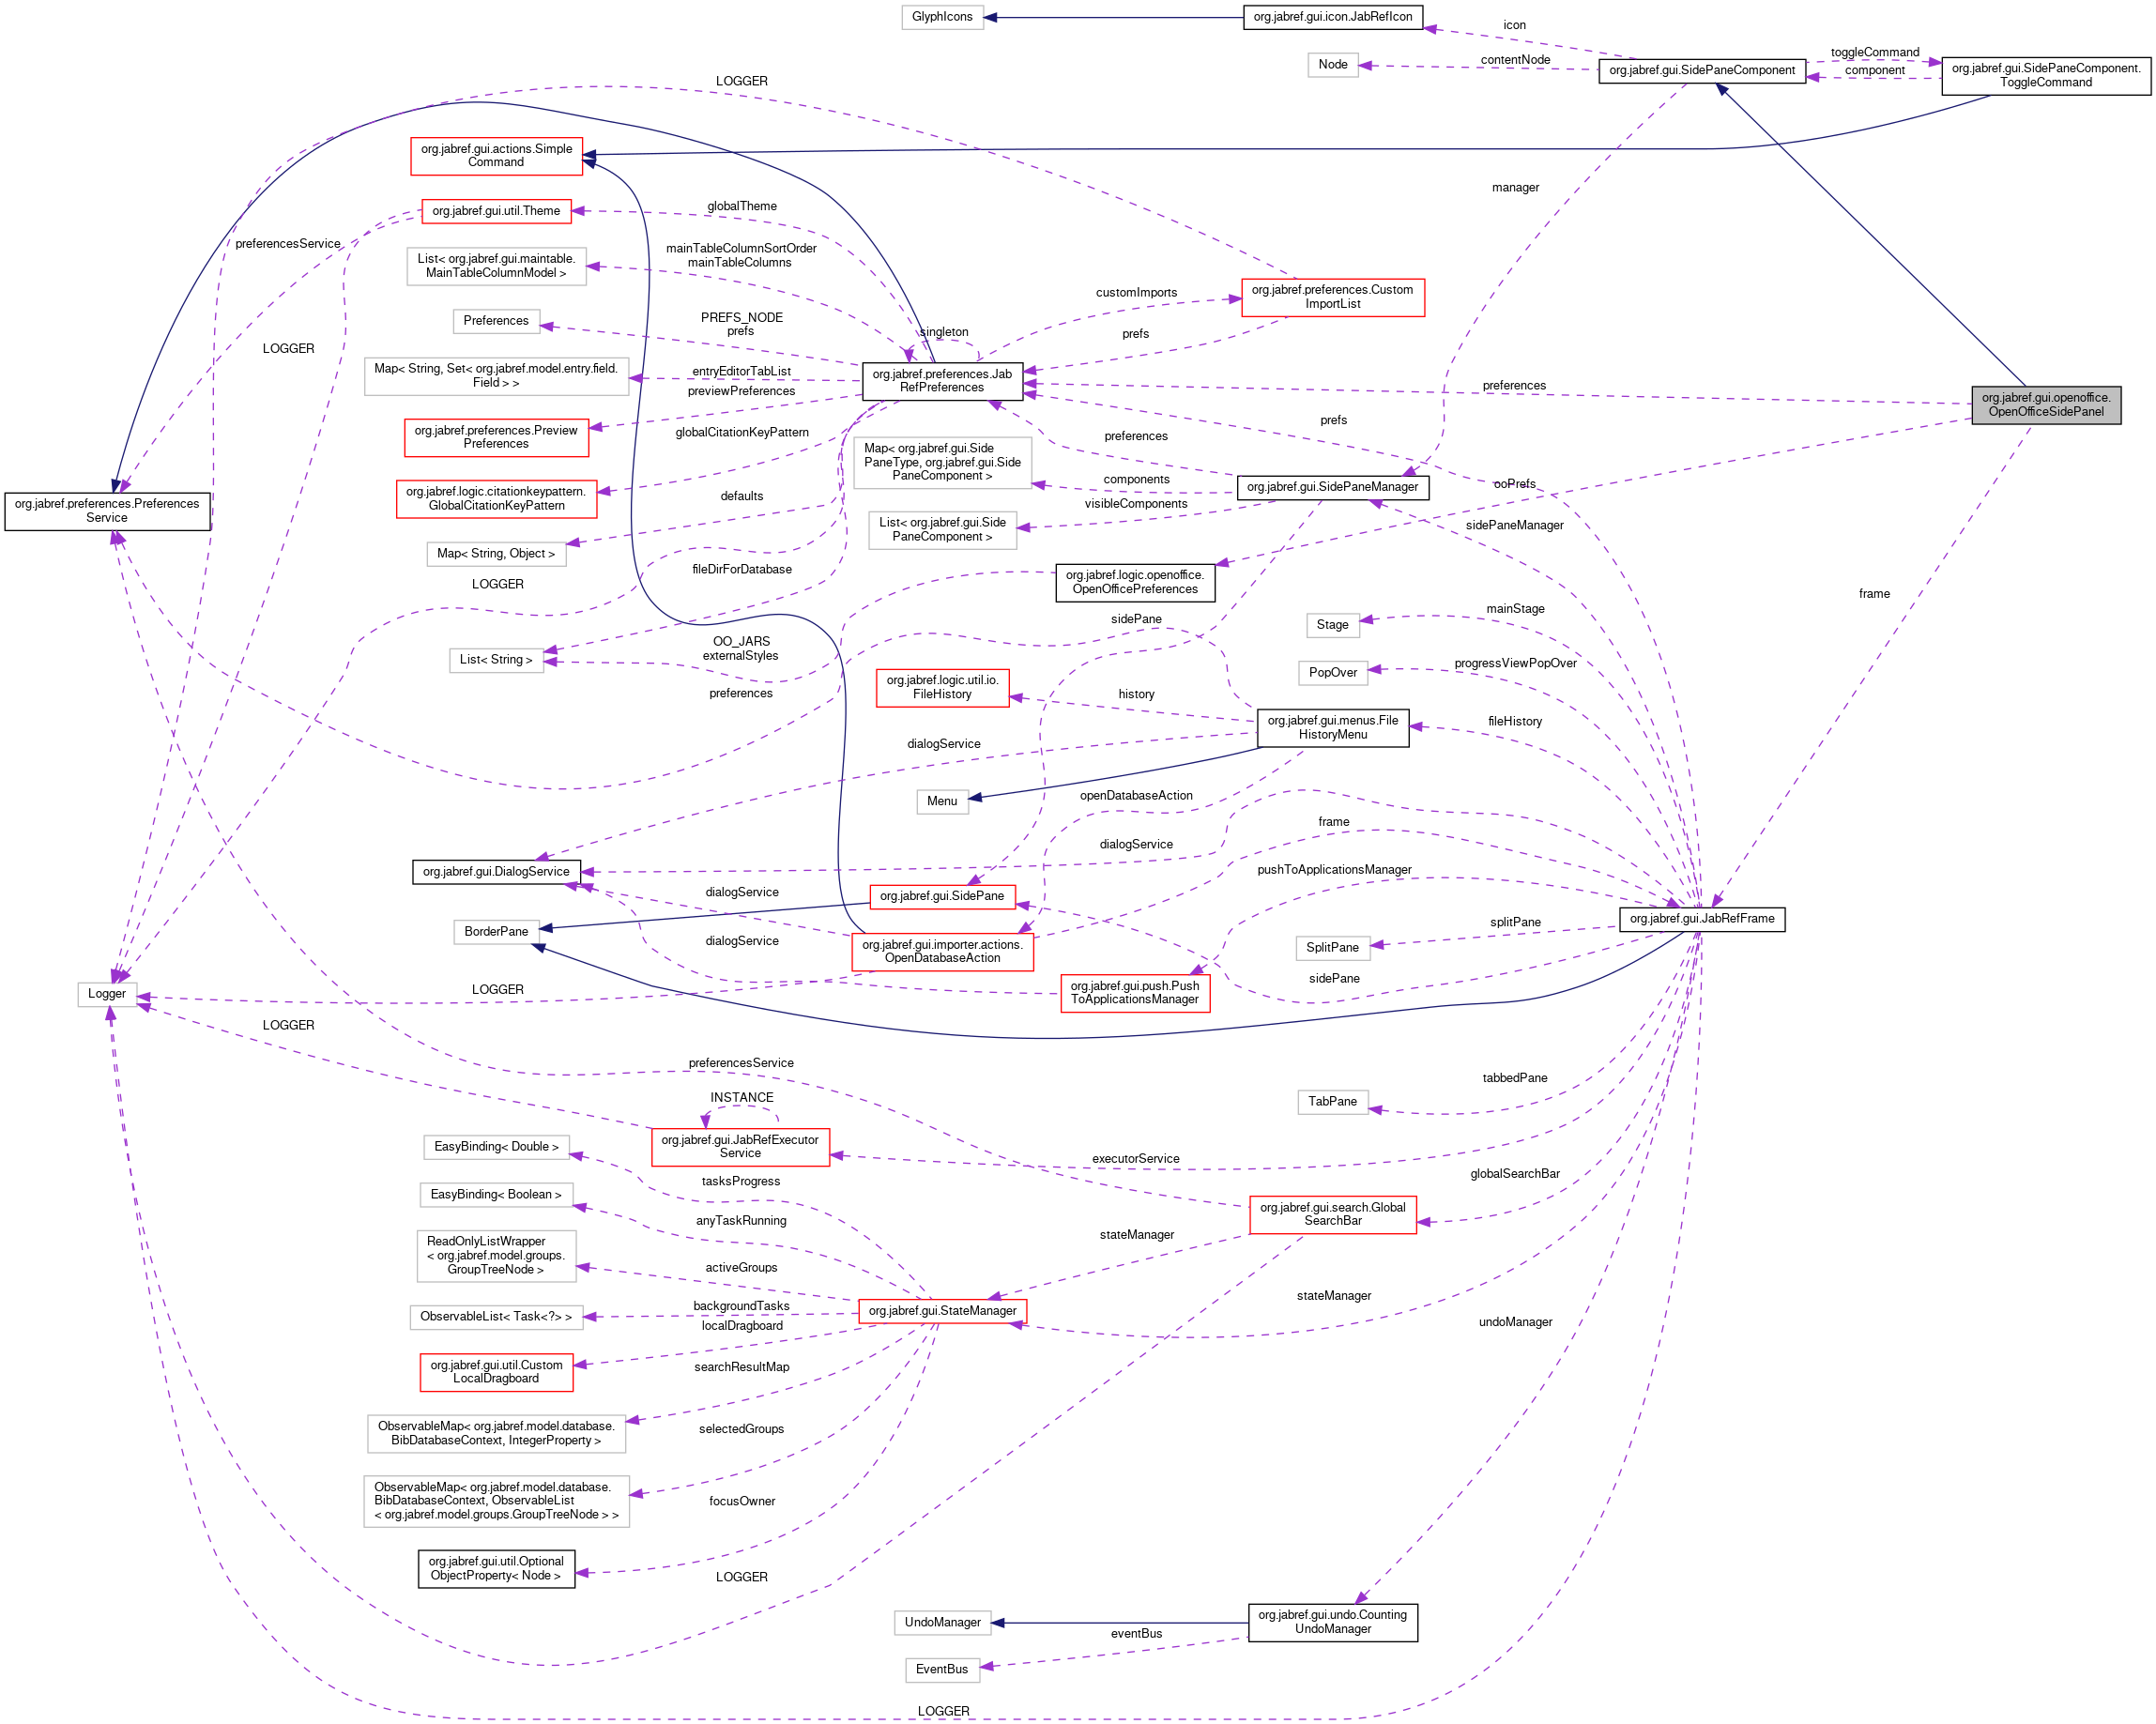 GlyphIcons
org.jabref.gui.icon.JabRefIcon
icon
Node
contentNode
org.jabref.gui.SidePaneComponent
toggleCommand
component
org.jabref.gui.SidePaneComponent.
ToggleCommand
LOGGER
org.jabref.gui.actions.Simple
Command
manager
org.jabref.gui.util.Theme
globalTheme
preferencesService
List< org.jabref.gui.maintable.
MainTableColumnModel >
mainTableColumnSortOrder
mainTableColumns
customImports
org.jabref.preferences.Custom
ImportList
Preferences
PREFS_NODE
prefs
singleton
prefs
LOGGER
Map< String, Set< org.jabref.model.entry.field.
Field > >
entryEditorTabList
previewPreferences
org.jabref.preferences.Jab
RefPreferences
preferences
org.jabref.gui.openoffice.
OpenOfficeSidePanel
org.jabref.preferences.Preview
Preferences
globalCitationKeyPattern
preferences
prefs
Map< org.jabref.gui.Side
PaneType, org.jabref.gui.Side
PaneComponent >
components
org.jabref.gui.SidePaneManager
ooPrefs
org.jabref.logic.citationkeypattern.
GlobalCitationKeyPattern
defaults
visibleComponents
List< org.jabref.gui.Side
PaneComponent >
sidePaneManager
org.jabref.preferences.Preferences
Service
Map< String, Object >
fileDirForDatabase
LOGGER
org.jabref.logic.openoffice.
OpenOfficePreferences
frame
mainStage
Stage
sidePane
List< String >
OO_JARS
externalStyles
preferences
org.jabref.logic.util.io.
FileHistory
history
PopOver
progressViewPopOver
org.jabref.gui.menus.File
HistoryMenu
fileHistory
dialogService
Menu
openDatabaseAction
frame
dialogService
pushToApplicationsManager
org.jabref.gui.DialogService
dialogService
org.jabref.gui.SidePane
org.jabref.gui.JabRefFrame
BorderPane
dialogService
org.jabref.gui.importer.actions.
OpenDatabaseAction
SplitPane
splitPane
sidePane
Logger
LOGGER
org.jabref.gui.push.Push
ToApplicationsManager
LOGGER
preferencesService
tabbedPane
TabPane
INSTANCE
org.jabref.gui.JabRefExecutor
Service
executorService
globalSearchBar
EasyBinding< Double >
tasksProgress
EasyBinding< Boolean >
anyTaskRunning
org.jabref.gui.search.Global
SearchBar
stateManager
ReadOnlyListWrapper
< org.jabref.model.groups.
GroupTreeNode >
activeGroups
ObservableList< Task<?> >
backgroundTasks
org.jabref.gui.StateManager
stateManager
undoManager
localDragboard
org.jabref.gui.util.Custom
LocalDragboard
searchResultMap
ObservableMap< org.jabref.model.database.
BibDatabaseContext, IntegerProperty >
selectedGroups
ObservableMap< org.jabref.model.database.
BibDatabaseContext, ObservableList
< org.jabref.model.groups.GroupTreeNode > >
focusOwner
org.jabref.gui.util.Optional
ObjectProperty< Node >
LOGGER
UndoManager
org.jabref.gui.undo.Counting
UndoManager
eventBus
EventBus
LOGGER